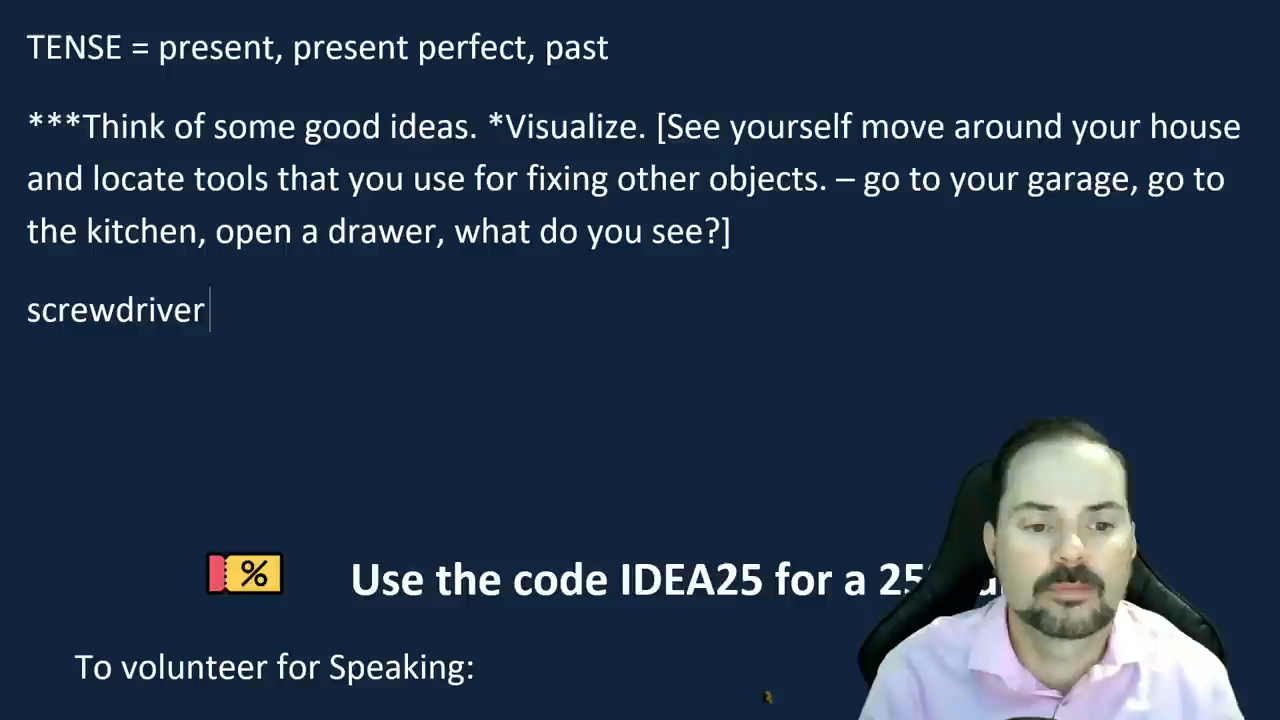 TENSE = present, present perfect, past
***Think of some good ideas. *Visualize. [See yourself move around your house
and locate tools that you use for fixing other objects. – go to your garage, go to
the kitchen, open a drawer, what do you see?]
screwdriver
%
Use the code IDEA25 for a
To volunteer for Speaking: